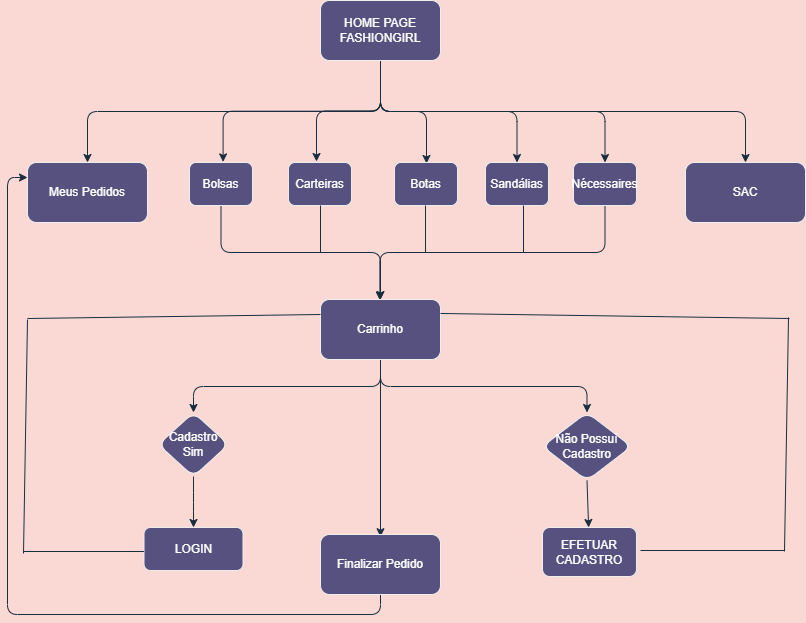 HOME PAGE
FASHIONGIRL
Meus Pedidos
Bolsas
Carteiras
Botas
Sandálias
Nécessaires
SAC
Carrinho
Cadastro
Sim
Não Possui
Cadastro
LOGIN
Finalizar Pedido
EFETUAR
CADASTRO